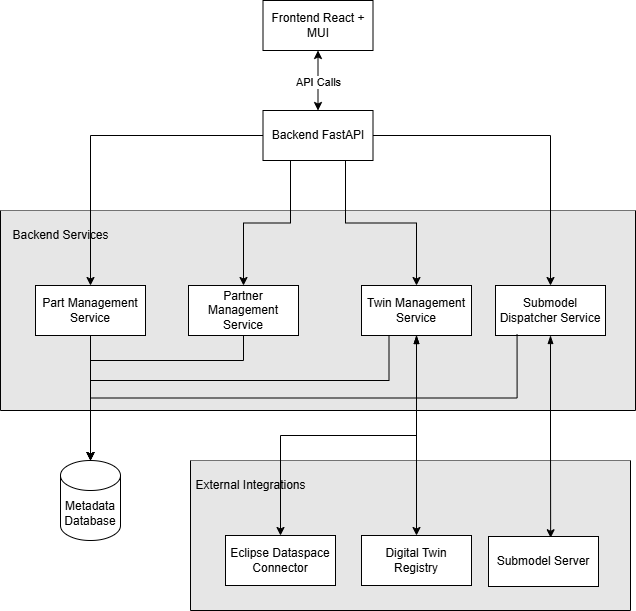 Frontend React +
MUI
API Calls
Backend FastAPI
Backend Services
Part Management
Service
Partner
Management
Service
Twin Management
Service
Submodel
Dispatcher Service
Metadata
Database
External Integrations
Eclipse Dataspace
Connector
Digital Twin
Registry
Submodel Server